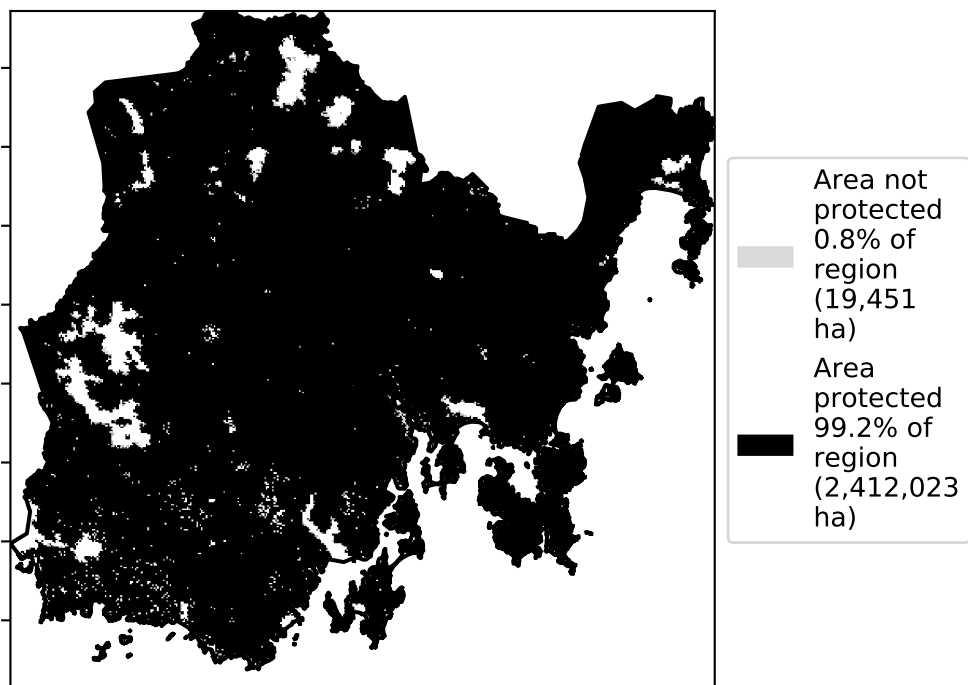 Area not
protected
0.8% of
region
(19,451
ha)
Area
protected
99.2% of
region
(2,412,023
ha)